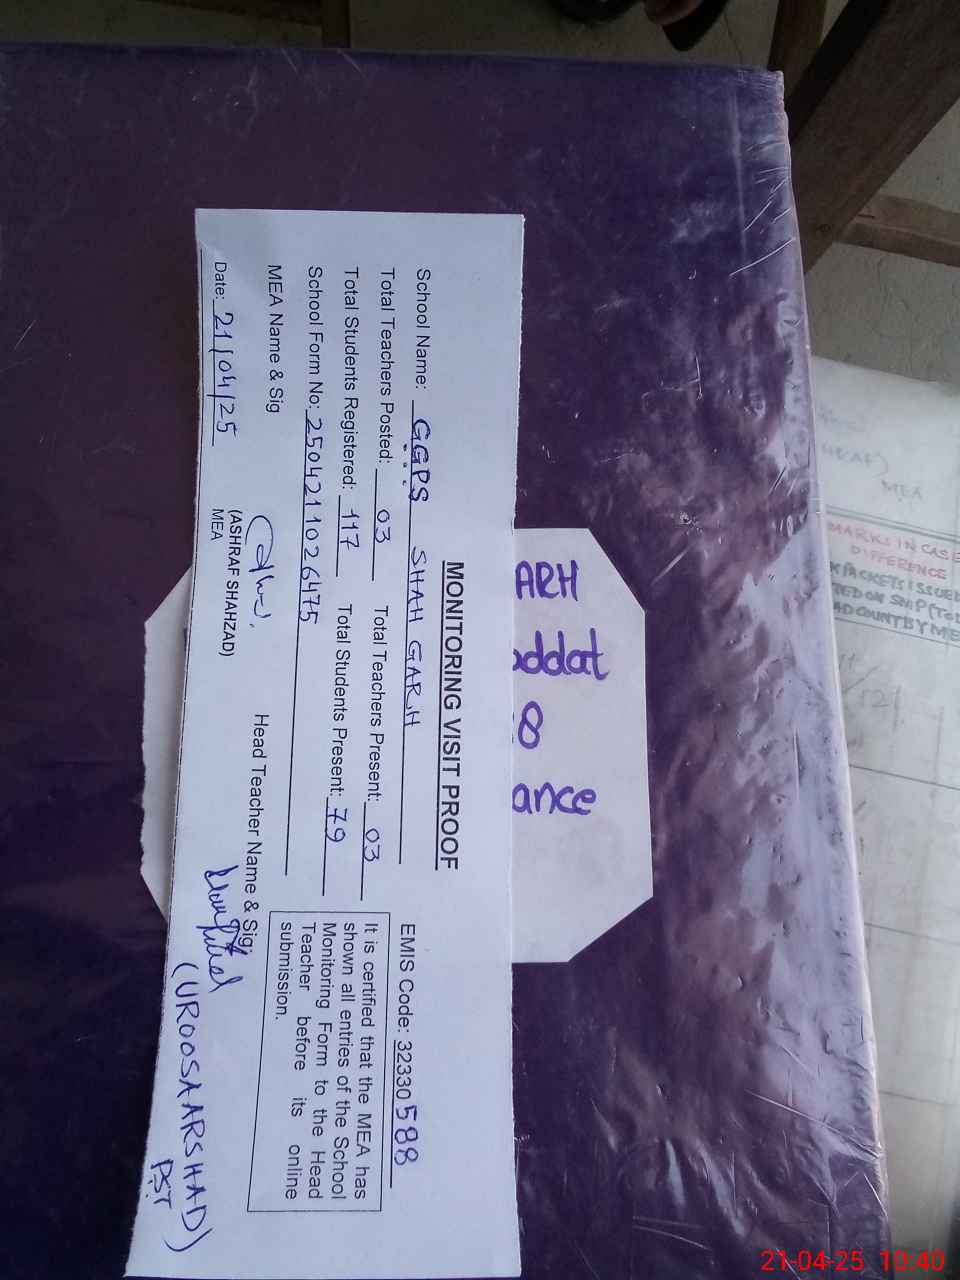 MONITORING VISIT PROOF
School Name: GGPS SHAH GARH EMIS Code: 32330588
Total Teachers Posted: 03 Total Teachers Present: 03
Total Students Registered: 117 Total Students Present: 79
School Form No: 2504211026475
It is certified that the MEA has
shown all entries of the School
Monitoring Form to the Head
Teacher before its online
submission.
MEA Name & Sig
Head Teacher Name & Sig
(ASHRAF SHAHZAD)
MEA
(UROOSA ARSHAD)
PST
Date: 21/04/25
ARH
8
ance
MEA
MARKS IN CASE
DIFFERENCE
PACKETS ISSUED
21-04-25 10:40